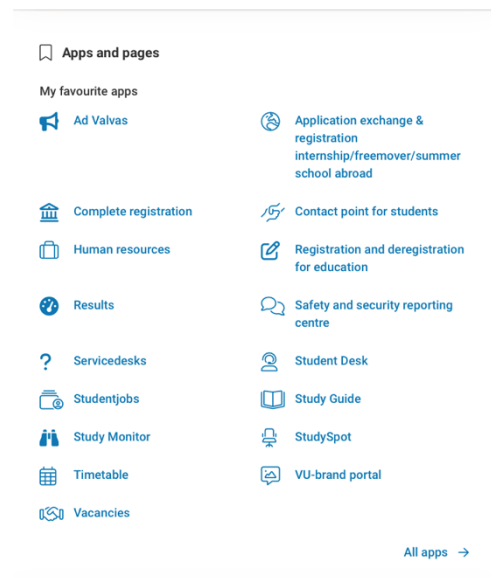 Apps and pages
My favourite apps
Ad Valvas
Application exchange &
registration
internship/freemover/summer
school abroad
Complete registration
Contact point for students
Human resources
Registration and deregistration
for education
Results
Safety and security reporting
centre
Servicedesks
Student Desk
Studentjobs
Study Guide
Study Monitor
StudySpot
Timetable
VU-brand portal
Vacancies
All apps